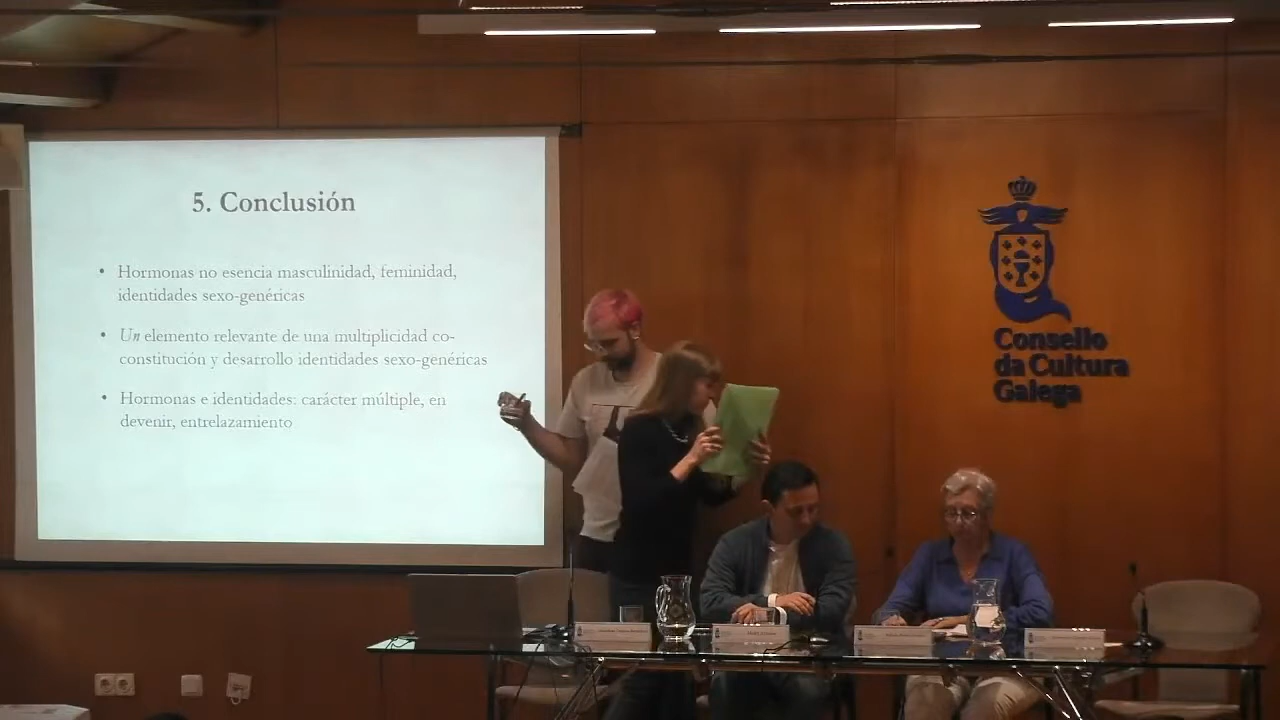 5. Conclusión
• Hormonas no esencia masculinidad, feminidad,
identidades sexo-genéricas
• Un elemento relevante de una multiplicidad co-
constitución y desarrollo identidades sexo-genéricas
• Hormonas e identidades: carácter múltiple, en
devenir, entrelazamiento
Consello
da Cultura
Galega